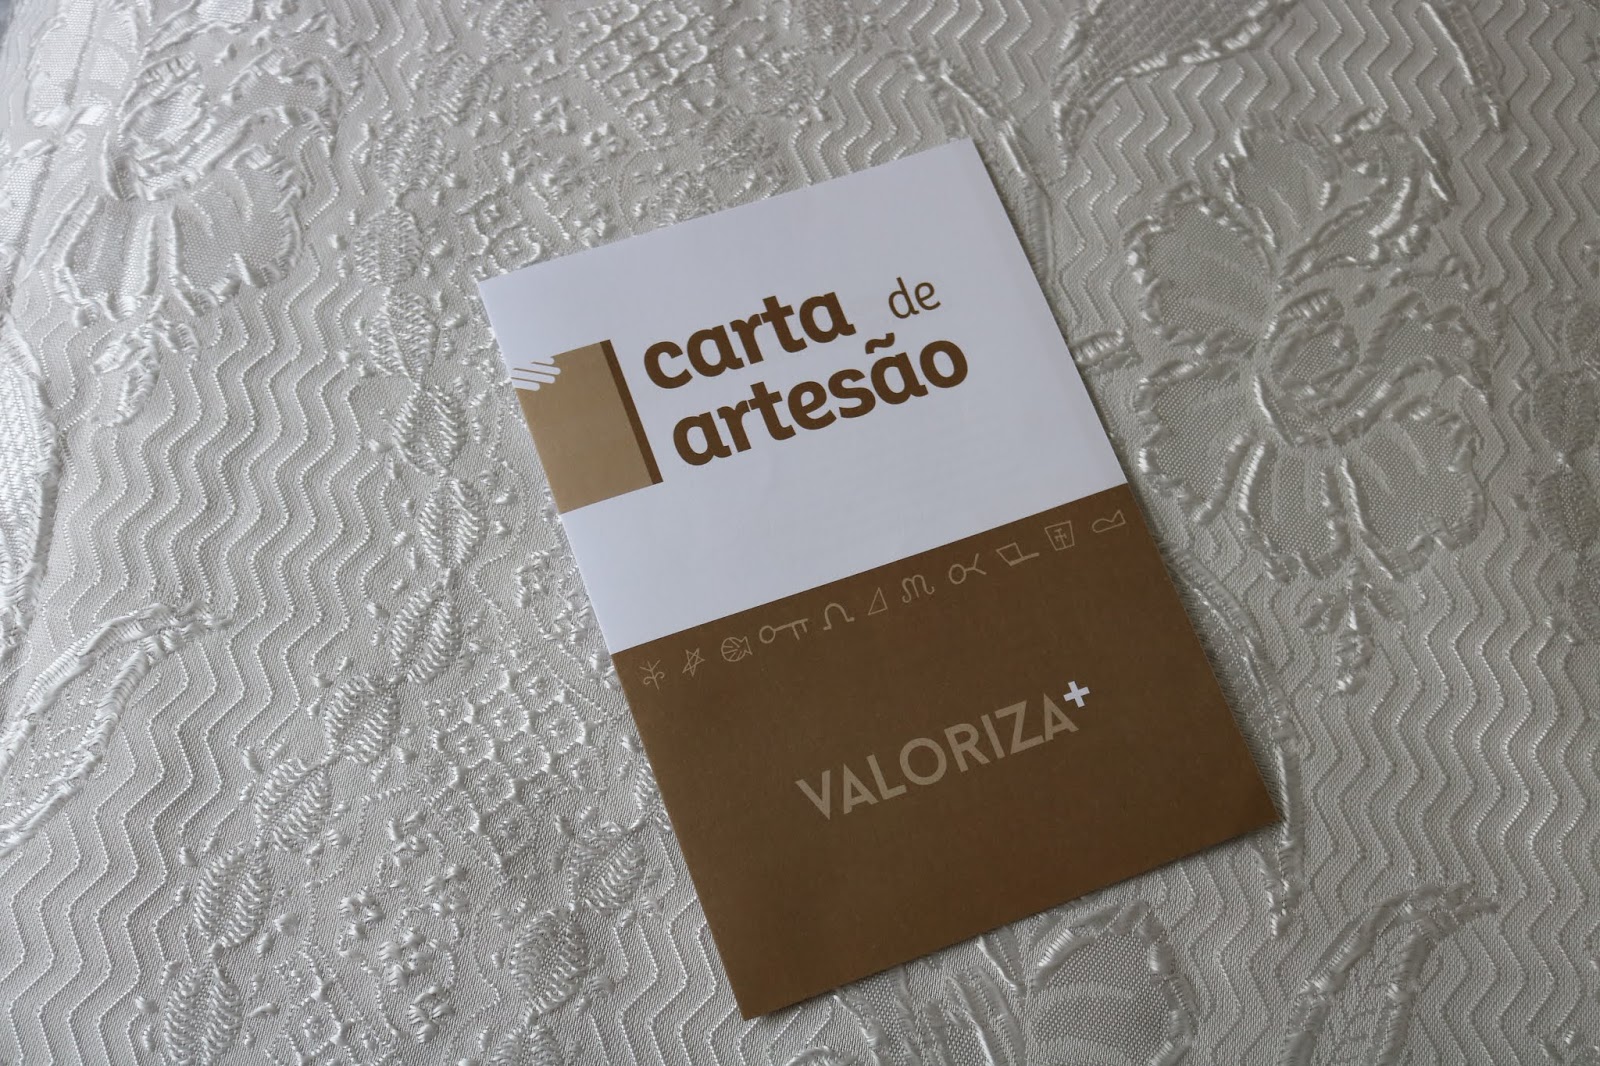 carta de
artesão
VALORIZA+